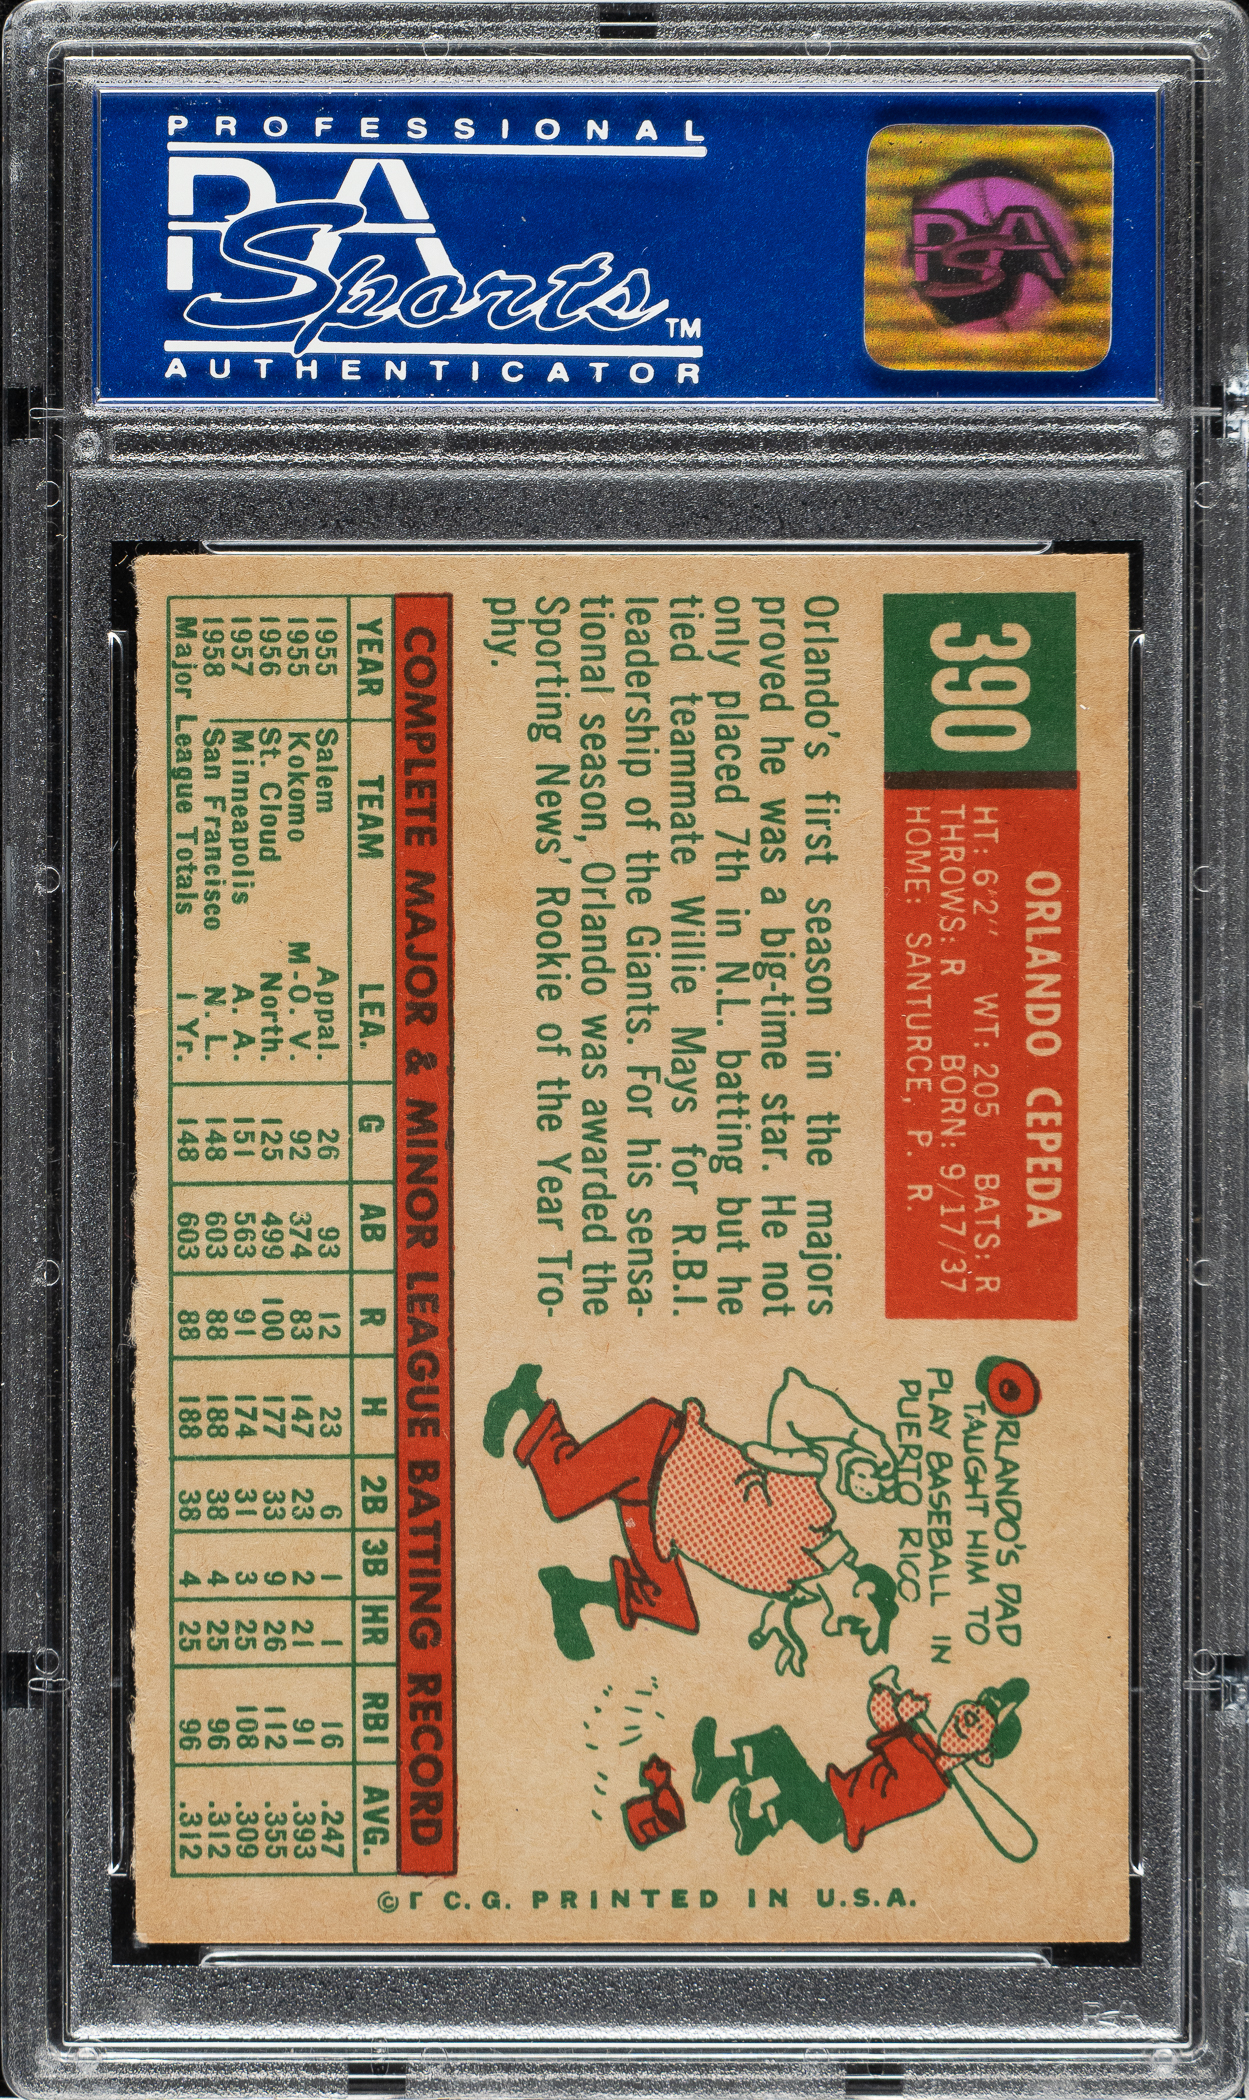 PROFESSIONAL
PSA
Sports™
AUTHENTICATOR
PSA
390
ORLANDO CEPEDA
HT: 6'2" WT: 205 BATS: R
THROWS: R BORN: 9/17/37
HOME: SANTURCE, P. R.
Orlando's first season in the majors
proved he was a big-time star. He not
only placed 7th in N.L. batting but he
tied teammate Willie Mays for R.B.I.
leadership of the Giants. For his sensa-
tional season, Orlando was awarded the
Sporting News' Rookie of the Year Tro-
phy.
ORLANDO'S DAD
TAUGHT HIM TO
PLAY BASEBALL IN
PUERTO RICO
COMPLETE MAJOR & MINOR LEAGUE BATTING RECORD
YEAR TEAM LEA. G AB R H 2B 3B HR RBI AVG.
1955 Salem Appal. 26 93 12 23 6 1 1 16 .247
1955 Kokomo M-O.V. 92 374 83 147 23 2 21 91 .393
1956 St. Cloud North. 125 499 100 177 33 9 26 112 .355
1957 Minneapolis A. A. 151 563 91 174 31 3 25 108 .309
1958 San Francisco N. L. 148 603 88 188 38 4 25 96 .312
Major League Totals 1 Yr. 148 603 88 188 38 4 25 96 .312
© T C. G. PRINTED IN U.S.A.
PSA